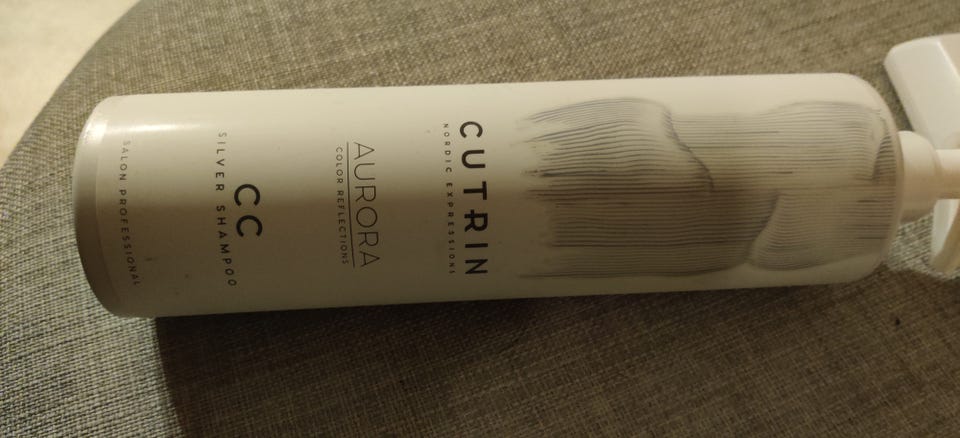 CUTRIN
NORDIC EXPRESSIONS
AURORA
COLOR REFLECTIONS
CC
SILVER SHAMPOO
SALON PROFESSIONAL